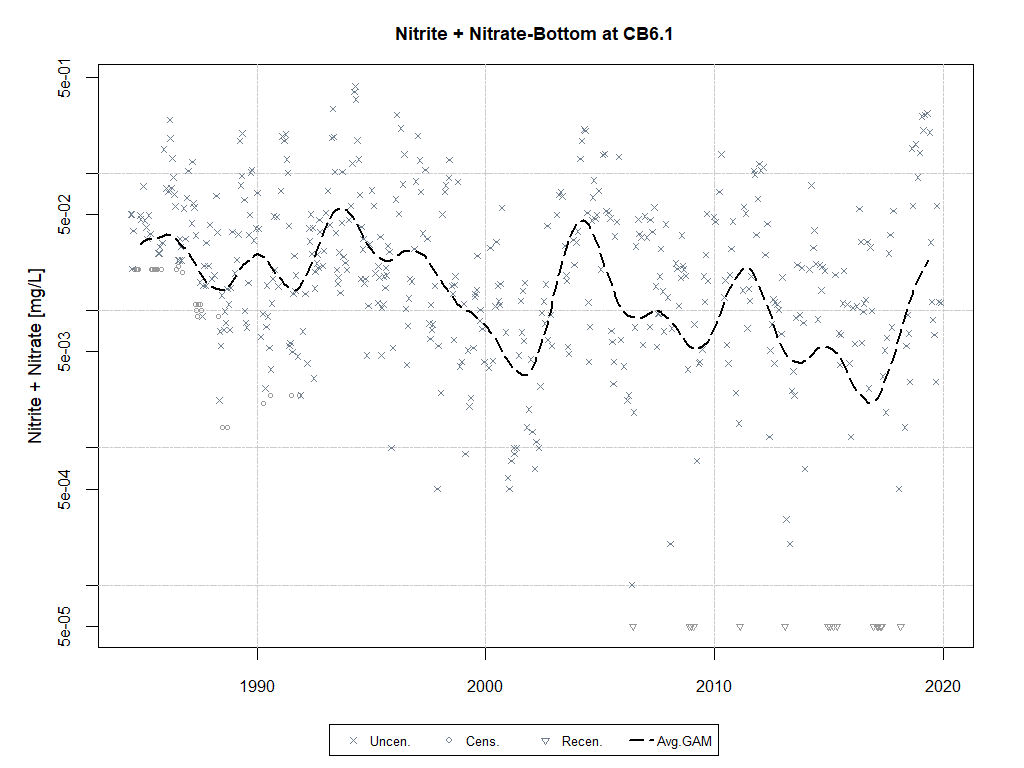 Nitrite + Nitrate-Bottom at CB6.1
Nitrite + Nitrate [mg/L]
5e-01
5e-02
5e-03
5e-04
5e-05
1990 2000 2010 2020
Uncen. Cens. Recen. Avg.GAM